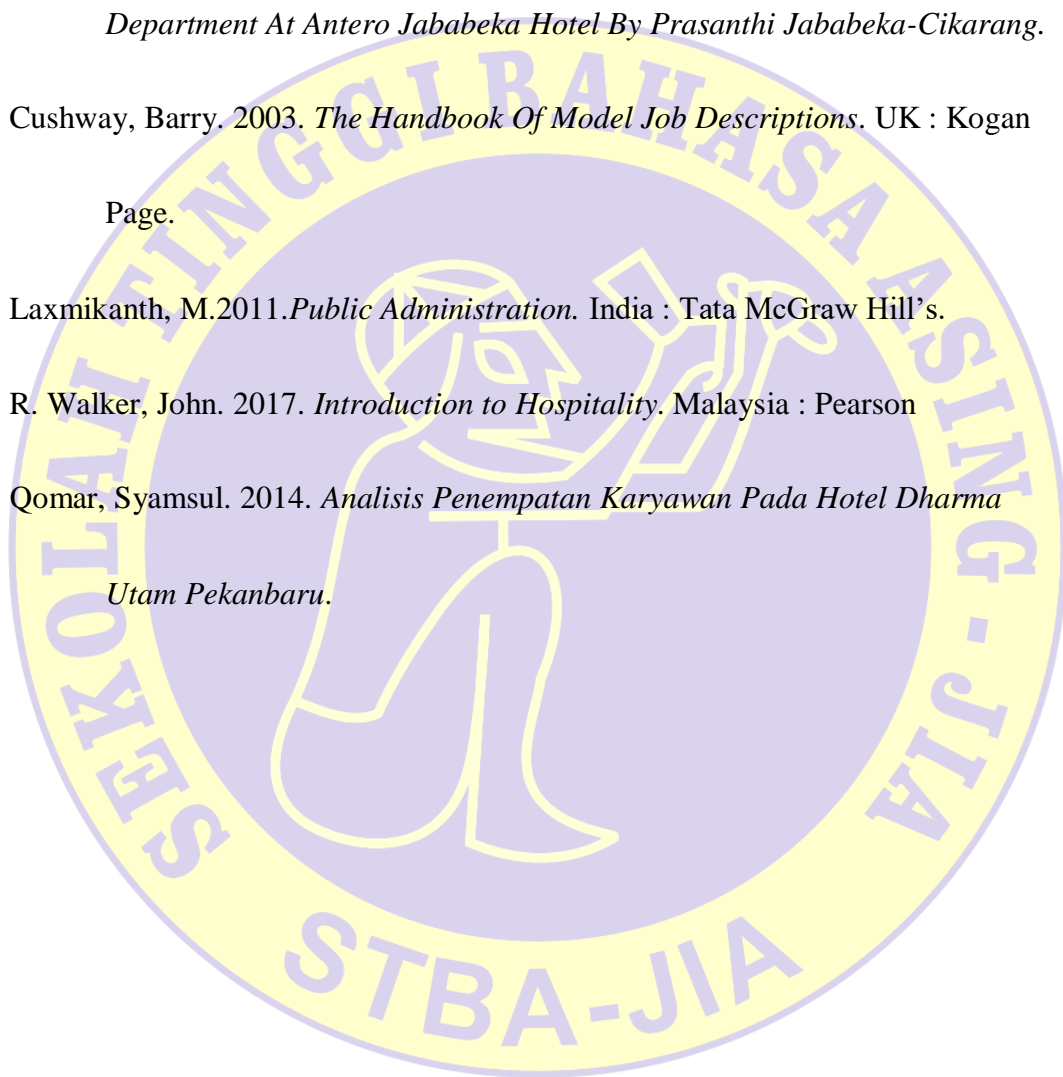 Department At Antero Jababeka Hotel By Prasanthi Jababeka-Cikarang.
Cushway, Barry. 2003. The Handbook Of Model Job Descriptions. UK : Kogan
Page.
Laxmikanth, M.2011.Public Administration. India : Tata McGraw Hill’s.
R. Walker, John. 2017. Introduction to Hospitality. Malaysia : Pearson
Qomar, Syamsul. 2014. Analisis Penempatan Karyawan Pada Hotel Dharma
Utam Pekanbaru.
SEKOLAH TINGGI BAHASA ASING - JIA
STBA-JIA